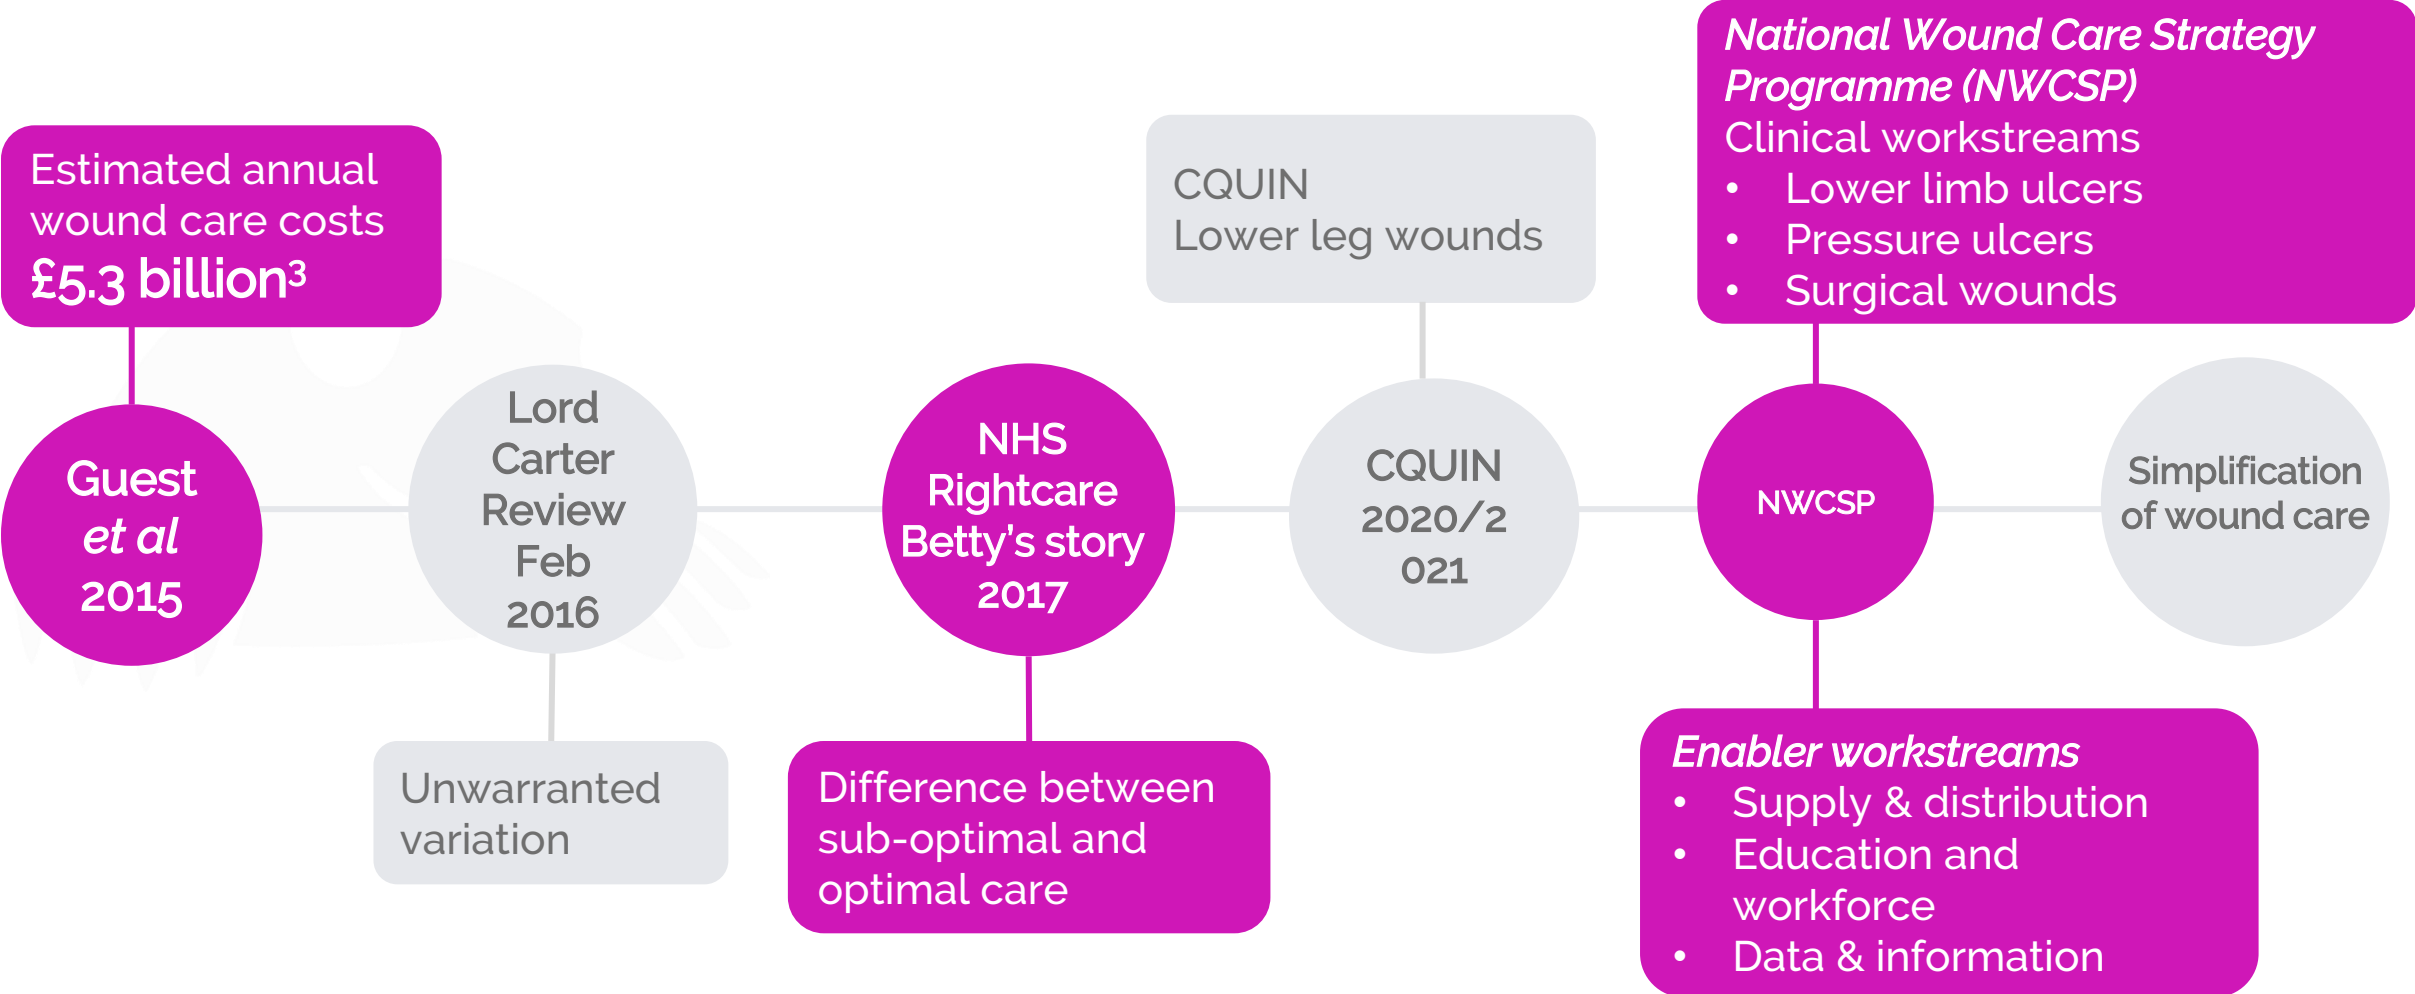 Estimated annual
wound care costs
£5.3 billion³
Guest
et al
2015
Lord
Carter
Review
Feb
2016
Unwarranted
variation
NHS
Rightcare
Betty's story
2017
Difference between
sub-optimal and
optimal care
CQUIN
Lower leg wounds
CQUIN
2020/2
021
National Wound Care Strategy
Programme (NWCSP)
Clinical workstreams
• Lower limb ulcers
• Pressure ulcers
• Surgical wounds
NWCSP
Enabler workstreams
• Supply & distribution
• Education and
workforce
• Data & information
Simplification
of wound care